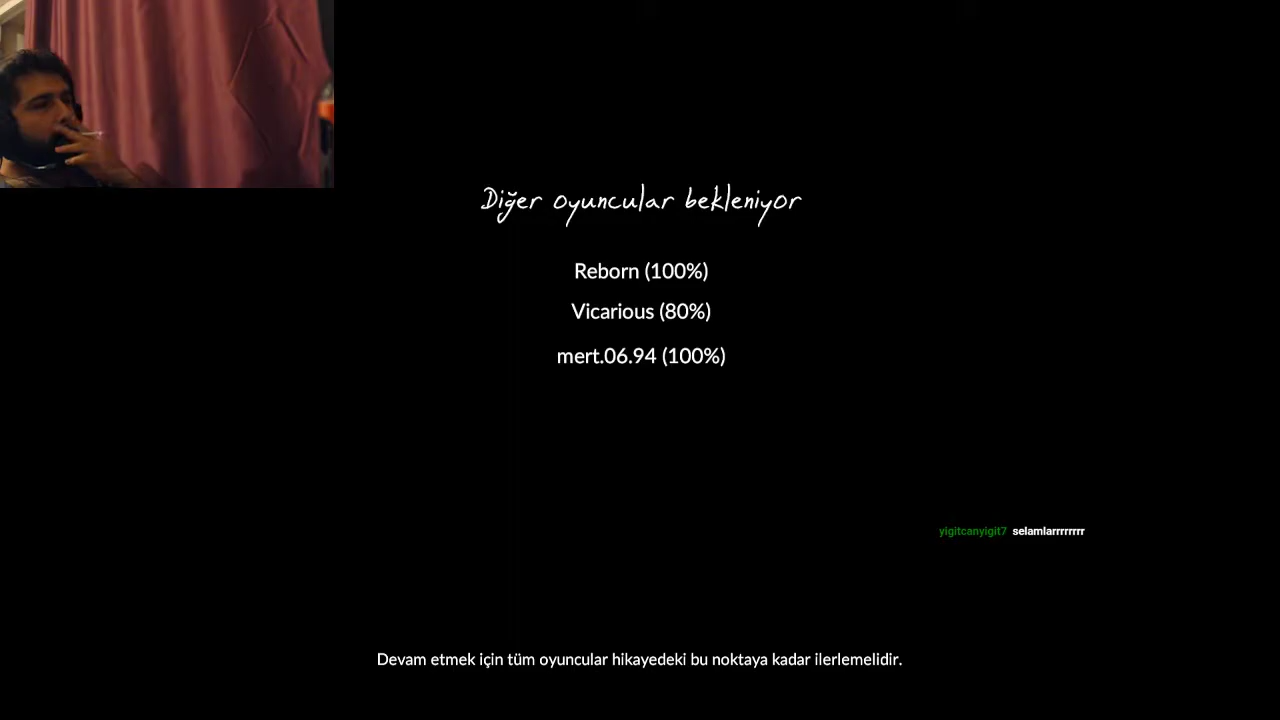 Diğer oyuncular bekleniyor
Reborn (100%)
Vicarious (80%)
mert.06.94 (100%)
yigitcanyigit7 selamlarrrrrrrr
Devam etmek için tüm oyuncular hikayedeki bu noktaya kadar ilerlemelidir.